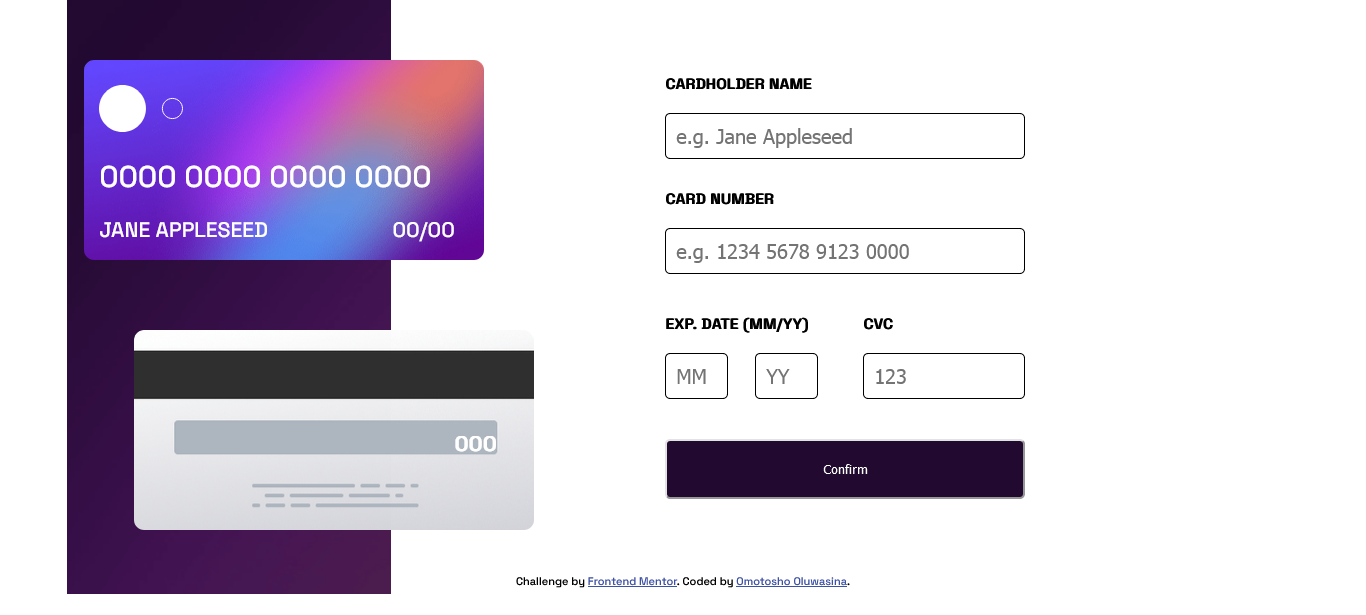 0000 0000 0000 0000
JANE APPLESEED 00/00
000
CARDHOLDER NAME
e.g. Jane Appleseed
CARD NUMBER
e.g. 1234 5678 9123 0000
EXP. DATE (MM/YY) CVC
MM YY 123
Confirm
Challenge by Frontend Mentor. Coded by Omotosho Oluwasina.